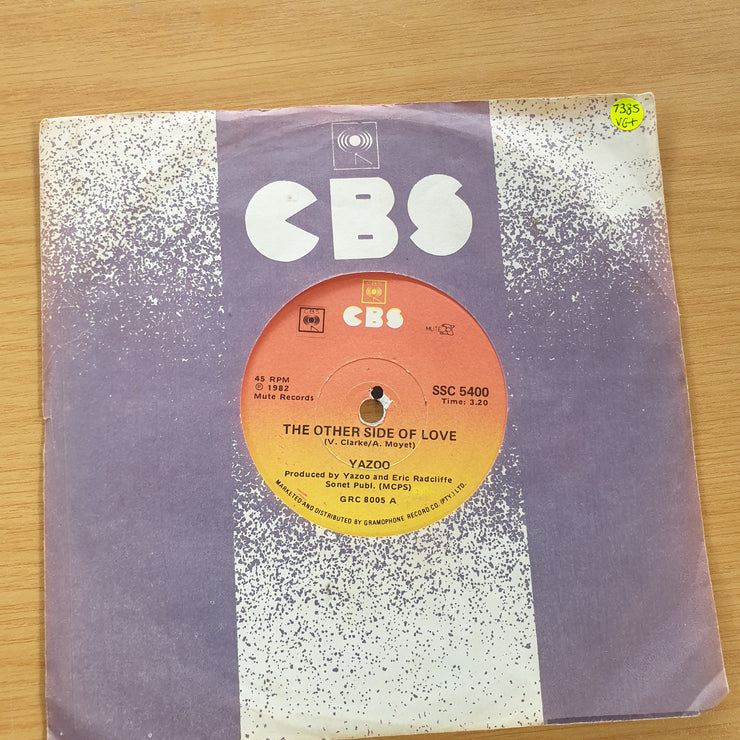 7385
VG+
CBS
CBS
CBS
MUTE
45 RPM
℗ 1982
Mute Records
SSC 5400
Time: 3.20
THE OTHER SIDE OF LOVE
(V. Clarke/A. Moyet)
YAZOO
Produced by Yazoo and Eric Radcliffe
Sonet Publ. (MCPS)
GRC 8005 A
MARKETED AND DISTRIBUTED BY GRAMOPHONE RECORD CO. (PTY.) LTD.